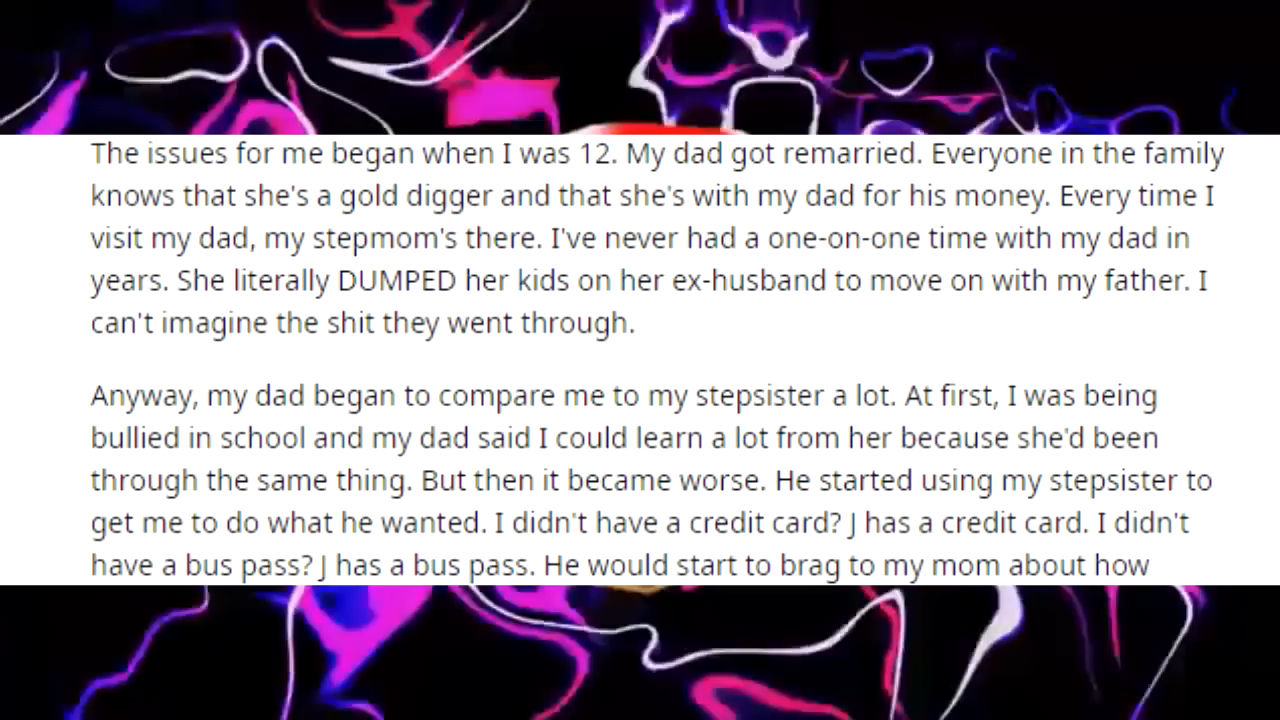 The issues for me began when I was 12. My dad got remarried. Everyone in the family
knows that she's a gold digger and that she's with my dad for his money. Every time I
visit my dad, my stepmom's there. I've never had a one-on-one time with my dad in
years. She literally DUMPED her kids on her ex-husband to move on with my father. I
can't imagine the shit they went through.
Anyway, my dad began to compare me to my stepsister a lot. At first, I was being
bullied in school and my dad said I could learn a lot from her because she'd been
through the same thing. But then it became worse. He started using my stepsister to
get me to do what he wanted. I didn't have a credit card? J has a credit card. I didn't
have a bus pass? J has a bus pass. He would start to brag to my mom about how